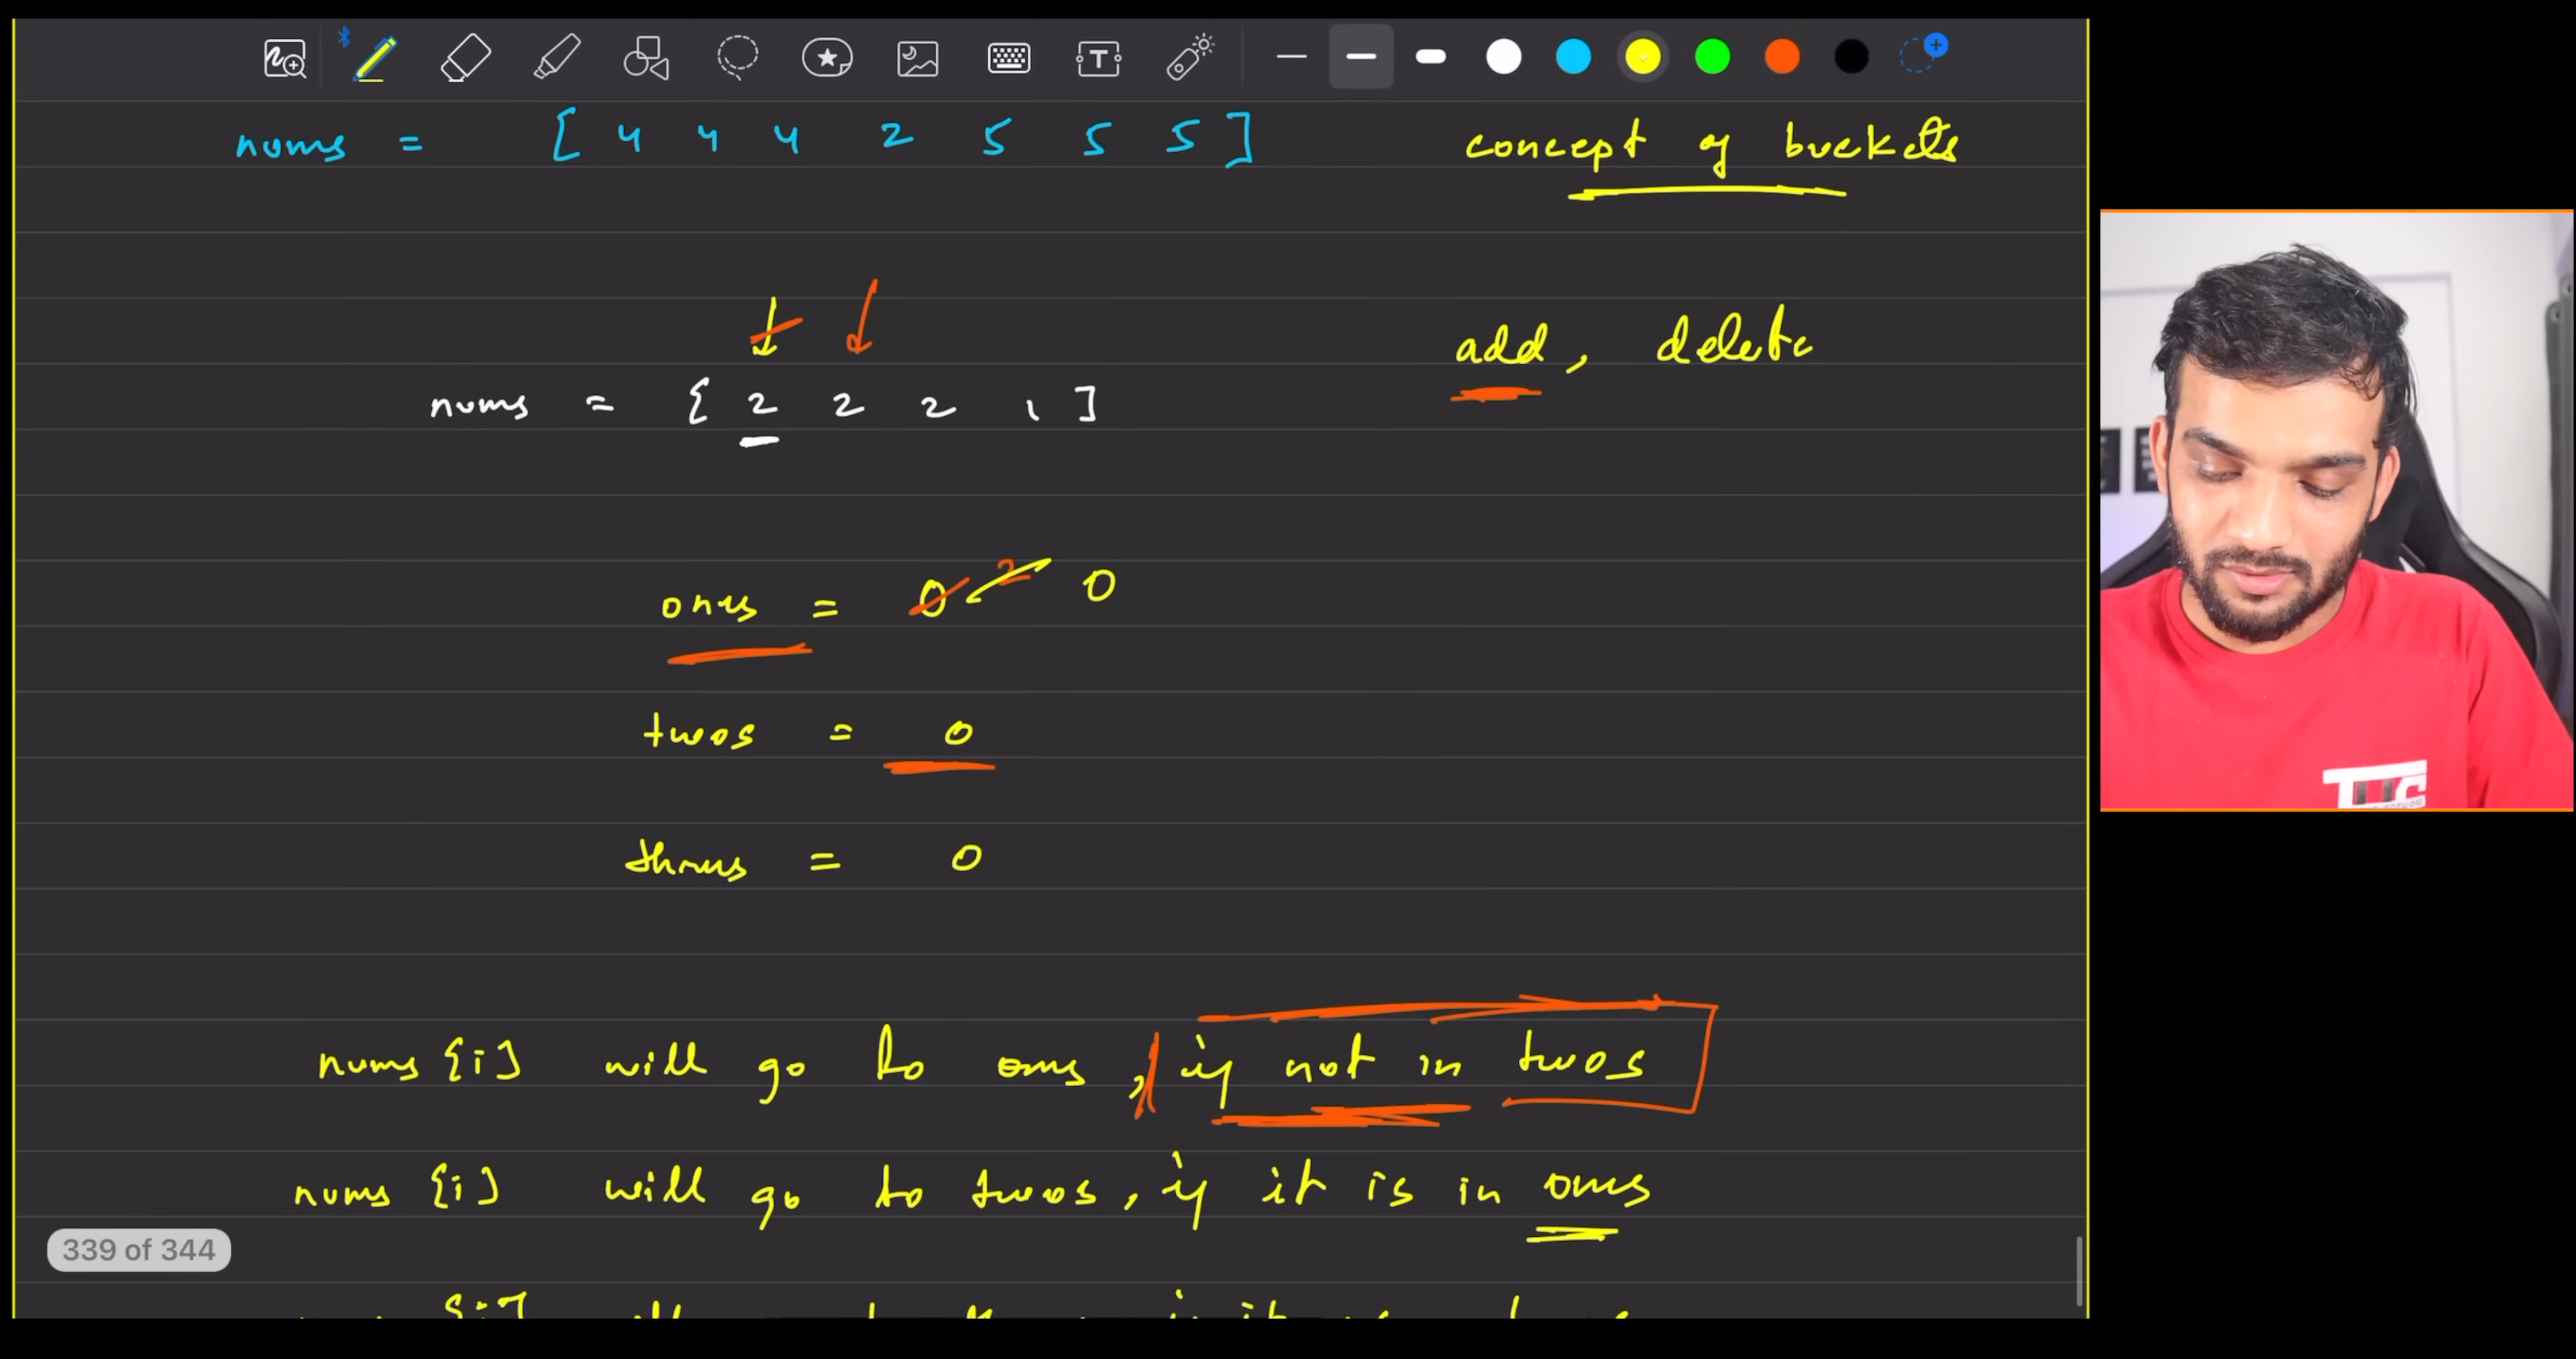 nums = [ 4 4 4 2 5 5 5 ]
concept of buckets
add, delete
nums = { 2 2 2 1 ]
ones = 0 2 0
twos = 0
threes = 0
nums [i] will go to ones, if not in twos
nums [i] will go to twos, if it is in ones
339 of 344
T
TUF